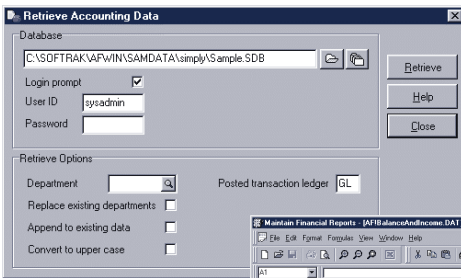 Retrieve Accounting Data
Database
C:\SOFTRAK\AFWIN\SAMDATA\simply\Sample.SDB
Login prompt
User ID sysadmin
Password
Retrieve
Help
Close
Retrieve Options
Department
Posted transaction ledger GL
Replace existing departments
Append to existing data
Convert to upper case
Maintain Financial Reports - [AFIBalanceAndIncome.DAT
File Edit Format Formulas View Window Help
A1